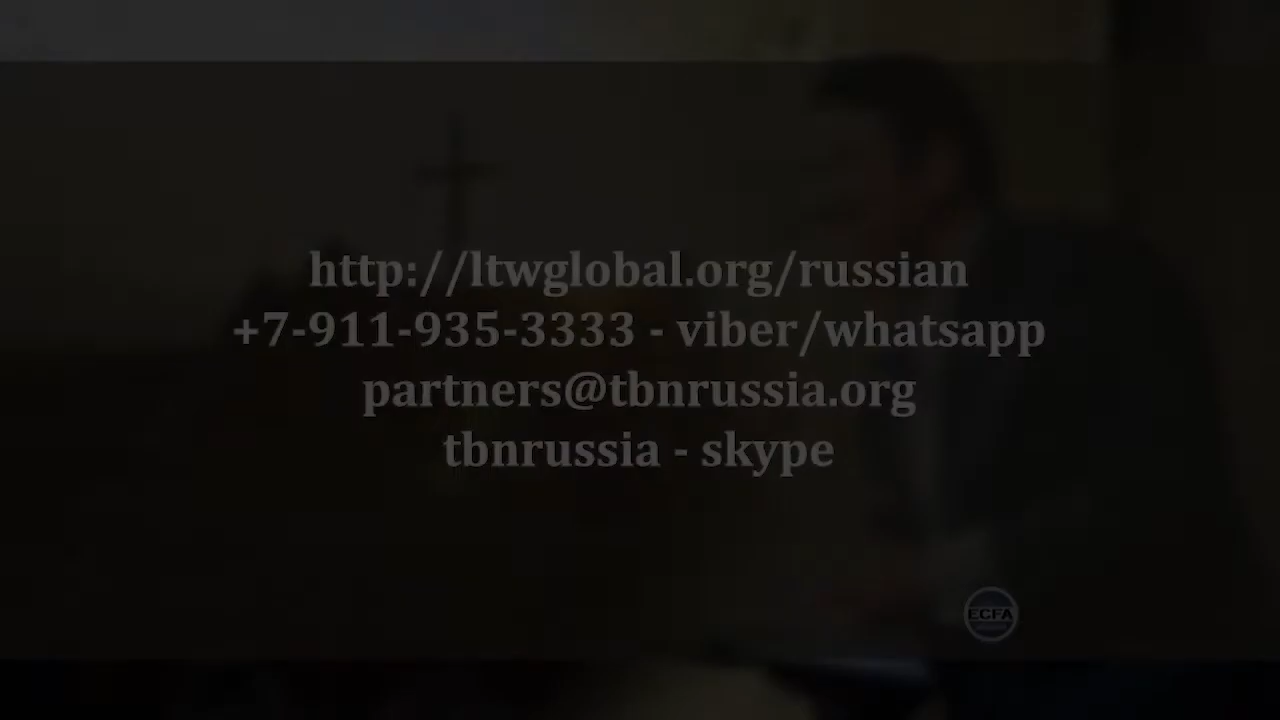 http://ltwglobal.org/russian
+7-911-935-3333 - viber/whatsapp
partners@tbnrussia.org
tbnrussia - skype
ECFA